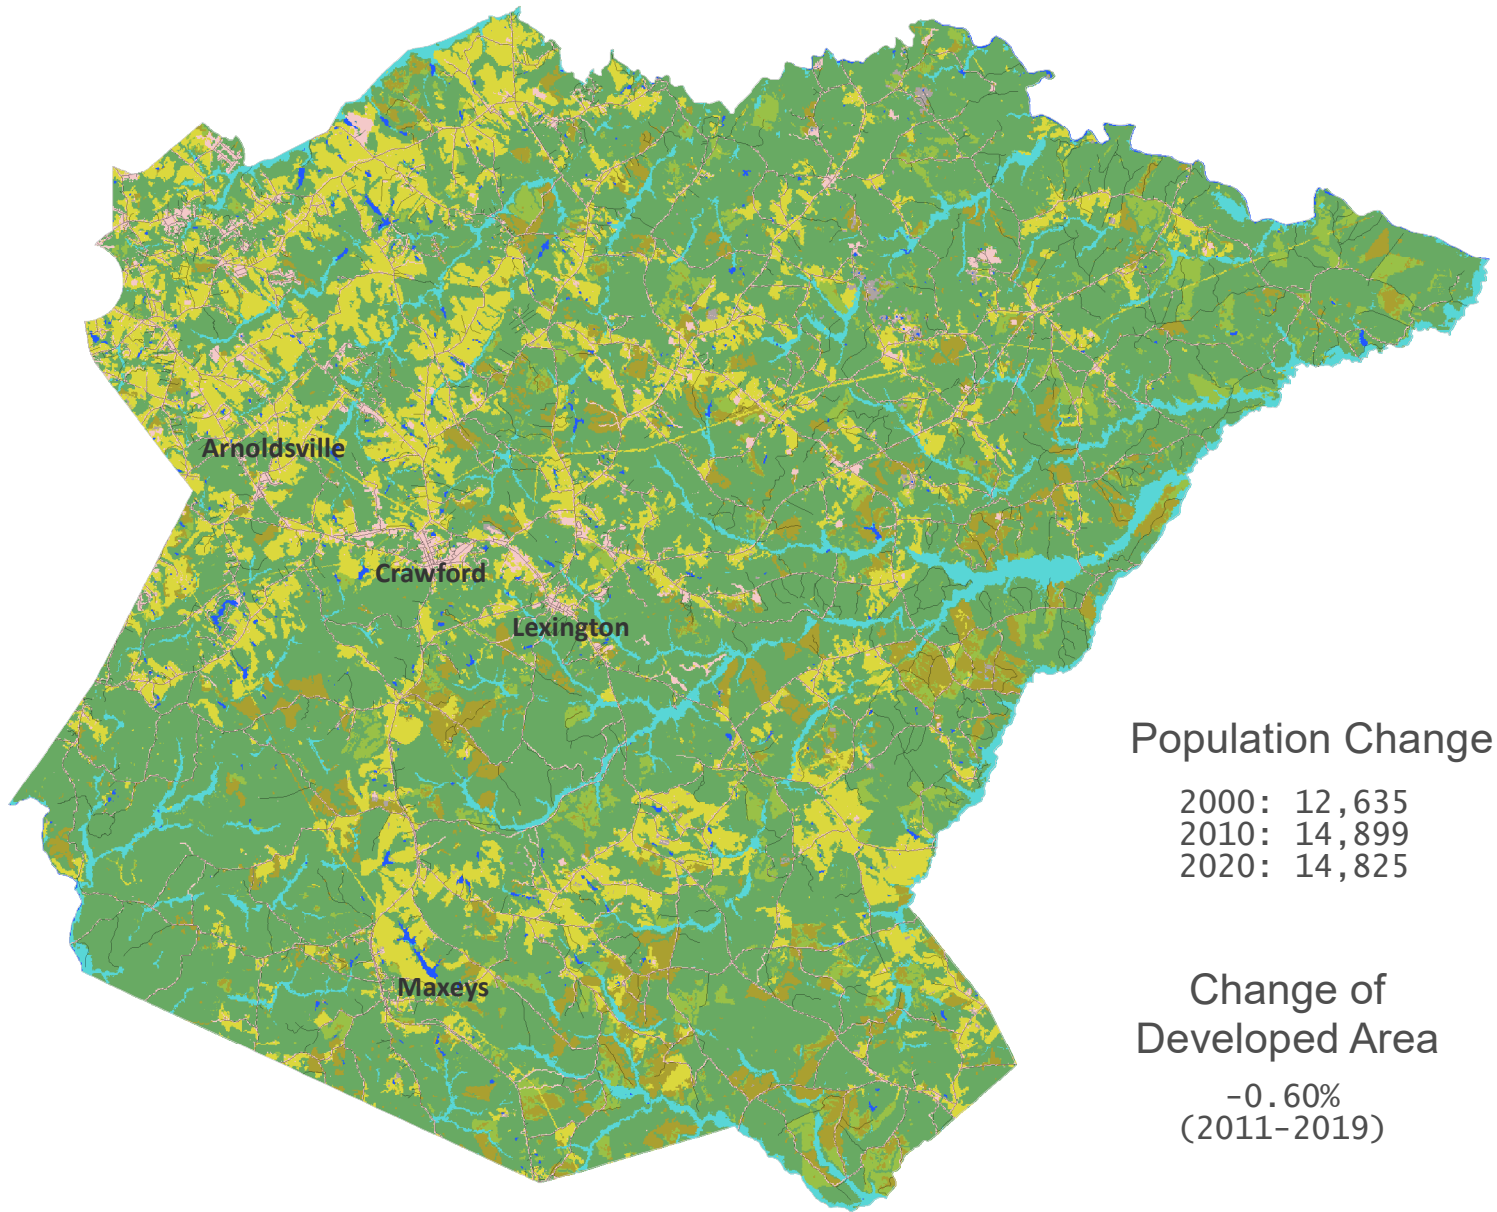 Arnoldsville
Crawford
Lexington
Maxeys
Population Change
2000: 12,635
2010: 14,899
2020: 14,825
Change of
Developed Area
-0.60%
(2011-2019)